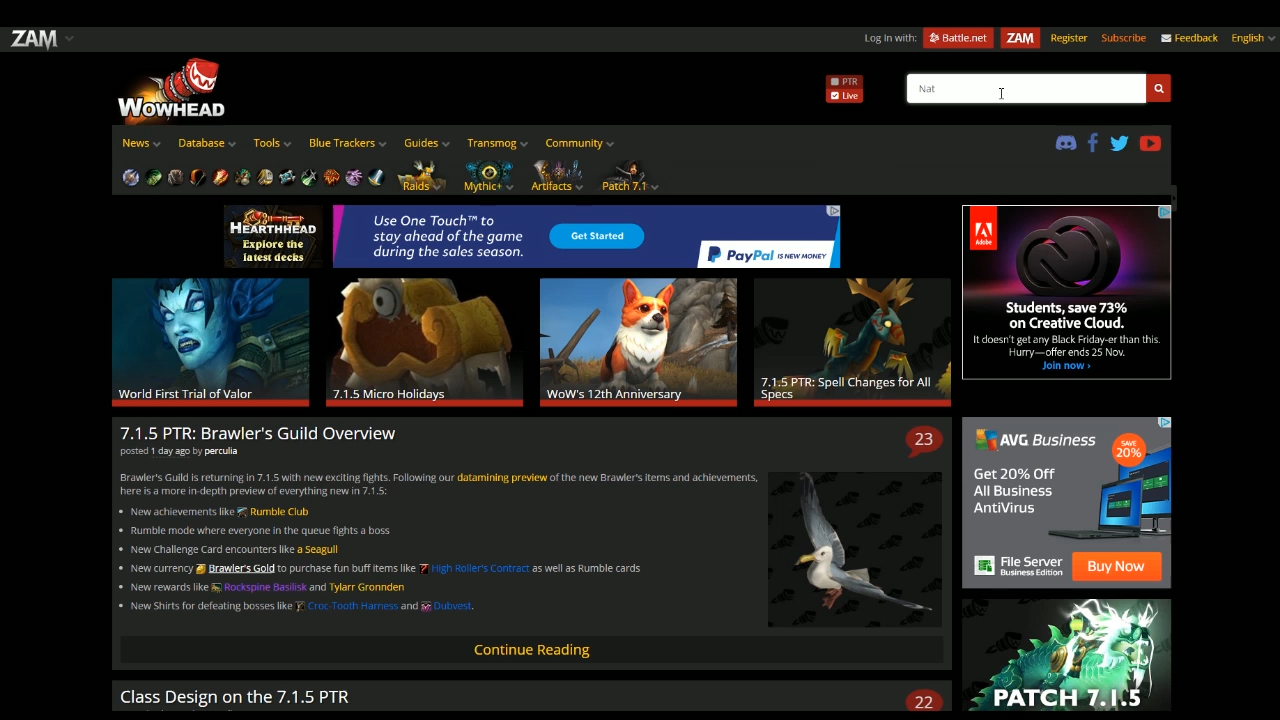 ZAM
Log In with: Battle.net ZAM Register Subscribe Feedback English
WOWHEAD
PTR
Live
Nat
News Database Tools Blue Trackers Guides Transmog Community
Raids Mythic+ Artifacts Patch 7.1
HEARTHHEAD
Explore the
latest decks
Use One Touch™ to
stay ahead of the game
during the sales season.
Get Started
PayPal IS NEW MONEY
Adobe
Students, save 73%
on Creative Cloud.
It doesn't get any Black Friday-er than this.
Hurry—offer ends 25 Nov.
Join now ›
World First Trial of Valor
7.1.5 Micro Holidays
WoW's 12th Anniversary
7.1.5 PTR: Spell Changes for All
Specs
7.1.5 PTR: Brawler's Guild Overview
23
posted 1 day ago by perculia
Brawler's Guild is returning in 7.1.5 with new exciting fights. Following our datamining preview of the new Brawler's items and achievements,
here is a more in-depth preview of everything new in 7.1.5:
• New achievements like Rumble Club
• Rumble mode where everyone in the queue fights a boss
• New Challenge Card encounters like a Seagull
• New currency Brawler's Gold to purchase fun buff items like High Roller's Contract as well as Rumble cards
• New rewards like Rockspine Basilisk and Tylarr Gronnden
• New Shirts for defeating bosses like Croc-Tooth Harness and Dubvest.
Continue Reading
AVG Business
SAVE
20%
Get 20% Off
All Business
AntiVirus
File Server
Business Edition
Buy Now
Class Design on the 7.1.5 PTR
22
PATCH 7.1.5